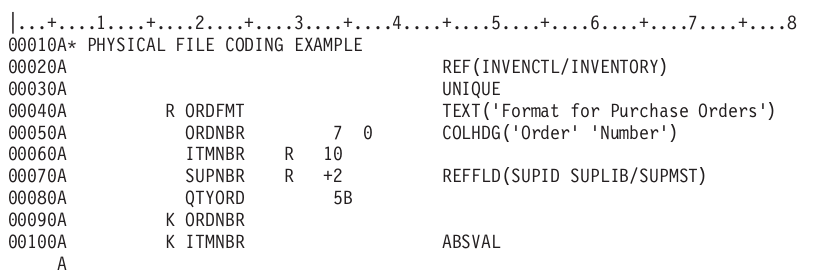 |...+....1....+....2....+....3....+....4....+....5....+....6....+....7....+....8
00010A* PHYSICAL FILE CODING EXAMPLE
00020A                                      REF(INVENCTL/INVENTORY)
00030A                                      UNIQUE
00040A          R ORDFMT                    TEXT('Format for Purchase Orders')
00050A            ORDNBR         7  0       COLHDG('Order' 'Number')
00060A            ITMNBR    R   10
00070A            SUPNBR    R   +2          REFFLD(SUPID SUPLIB/SUPMST)
00080A            QTYORD         5B
00090A          K ORDNBR
00100A          K ITMNBR                    ABSVAL
     A